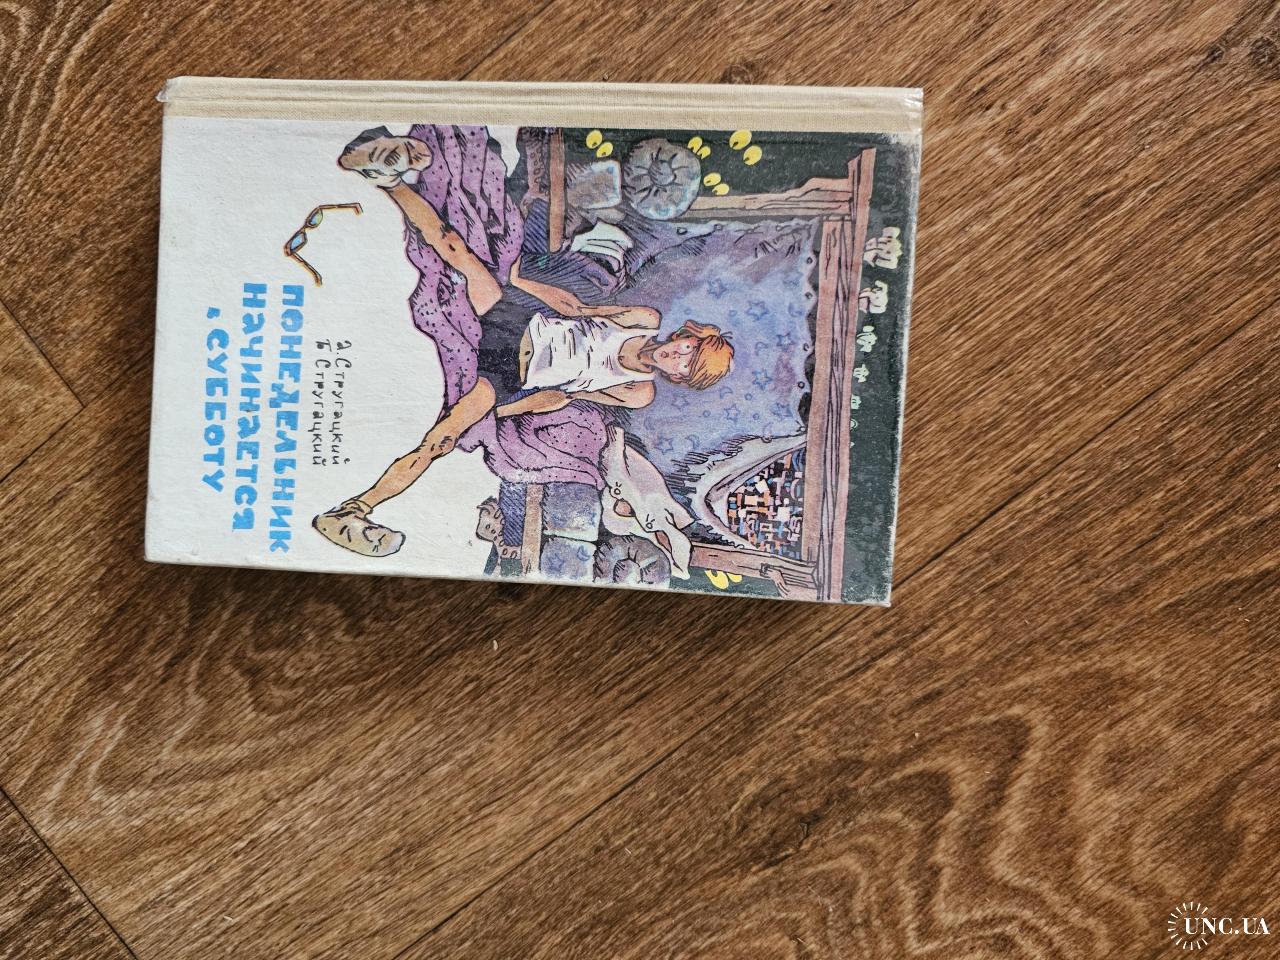 А Стругацкий
Б Стругацкий
ПОНЕДЕЛЬНИК
НАЧИНАЕТСЯ
в СУББОТУ
UNC.UA